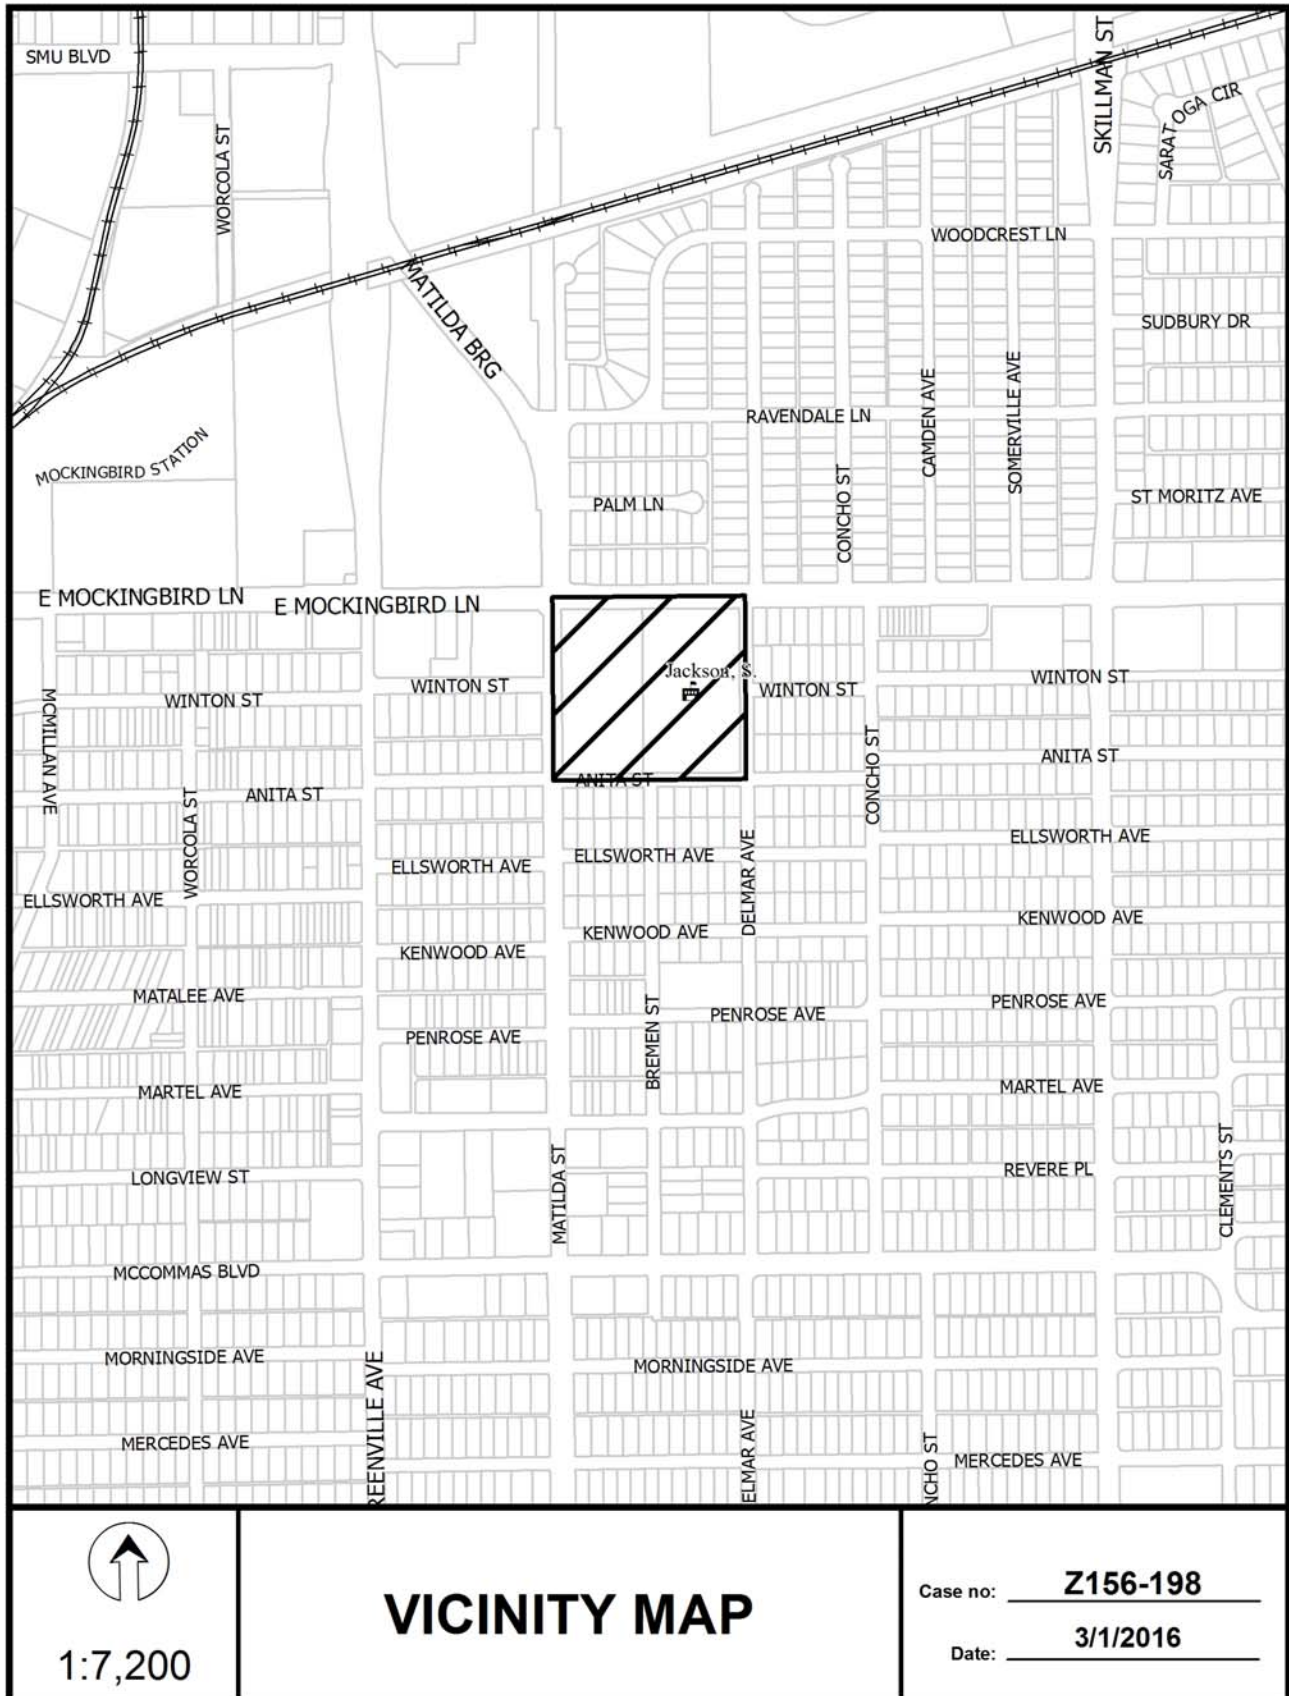 SMU BLVD
WORCOLA ST
SKILLMAN ST
SARATOGA CIR
WOODCREST LN
MATILDA BRG
SUDBURY DR
RAVENDALE LN
CAMDEN AVE
SOMERVILLE AVE
MOCKINGBIRD STATION
PALM LN
CONCHO ST
ST MORITZ AVE
E MOCKINGBIRD LN
E MOCKINGBIRD LN
Jackson, S.
MCMILLAN AVE
WINTON ST
WINTON ST
WINTON ST
WINTON ST
CONCHO ST
ANITA ST
ANITA ST
ANITA ST
WORCOLA ST
ELLSWORTH AVE
ELLSWORTH AVE
ELLSWORTH AVE
ELLSWORTH AVE
DELMAR AVE
KENWOOD AVE
KENWOOD AVE
KENWOOD AVE
MATALEE AVE
PENROSE AVE
PENROSE AVE
PENROSE AVE
BREMEN ST
MARTEL AVE
MARTEL AVE
LONGVIEW ST
MATILDA ST
REVERE PL
CLEMENTS ST
MCCOMMAS BLVD
MORNINGSIDE AVE
MORNINGSIDE AVE
REENVILLE AVE
MERCEDES AVE
ELMAR AVE
NCHO ST
MERCEDES AVE
1:7,200
VICINITY MAP
Case no: Z156-198
Date: 3/1/2016